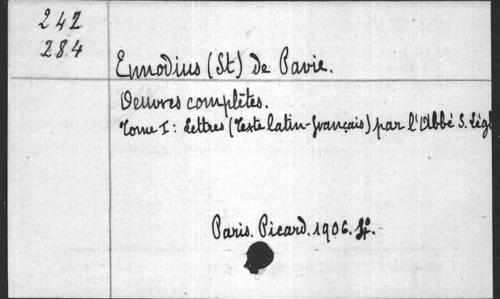 242
284
Ennodius (St) de Pavie.
Oeuvres complètes.
Tome I: Lettres (Texte latin-français) par l'Abbé S. Lég
Paris. Picard. 1906. 8°.